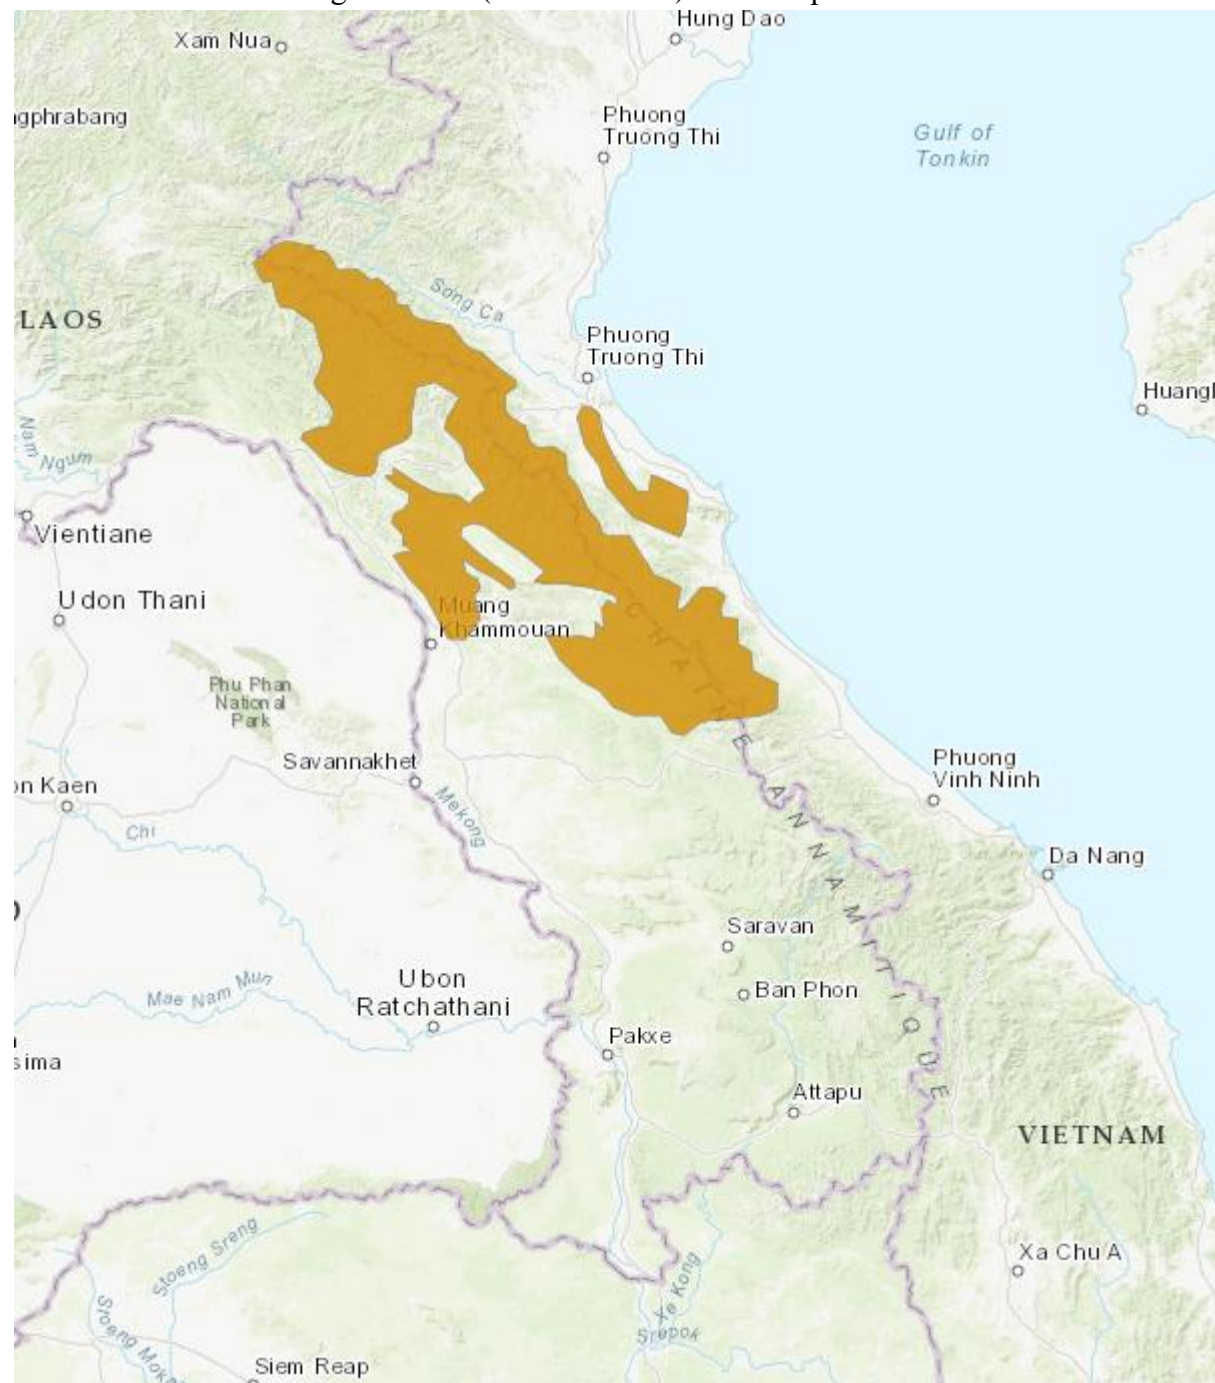 Hung Dao
Xam Nua
gphrabang
Phuong
Truong Thi
Gulf of
Tonkin
Song Ca
LAOS
Phuong
Truong Thi
Huangl
Nam
Ngum
Vientiane
Udon Thani
Muang
Khammouan
Phu Phan
National
Park
CHAINE ANNAMITIQUE
Savannakhet
Phuong
Vinh Ninh
on Kaen
Mekong
Chi
Da Nang
Saravan
Ubon
Ratchathani
Ban Phon
Mae Nam Mun
Pakxe
sima
Attapu
VIETNAM
Stoeng Sreng
Xa Chu A
Xe Kong
Srepok
Siem Reap